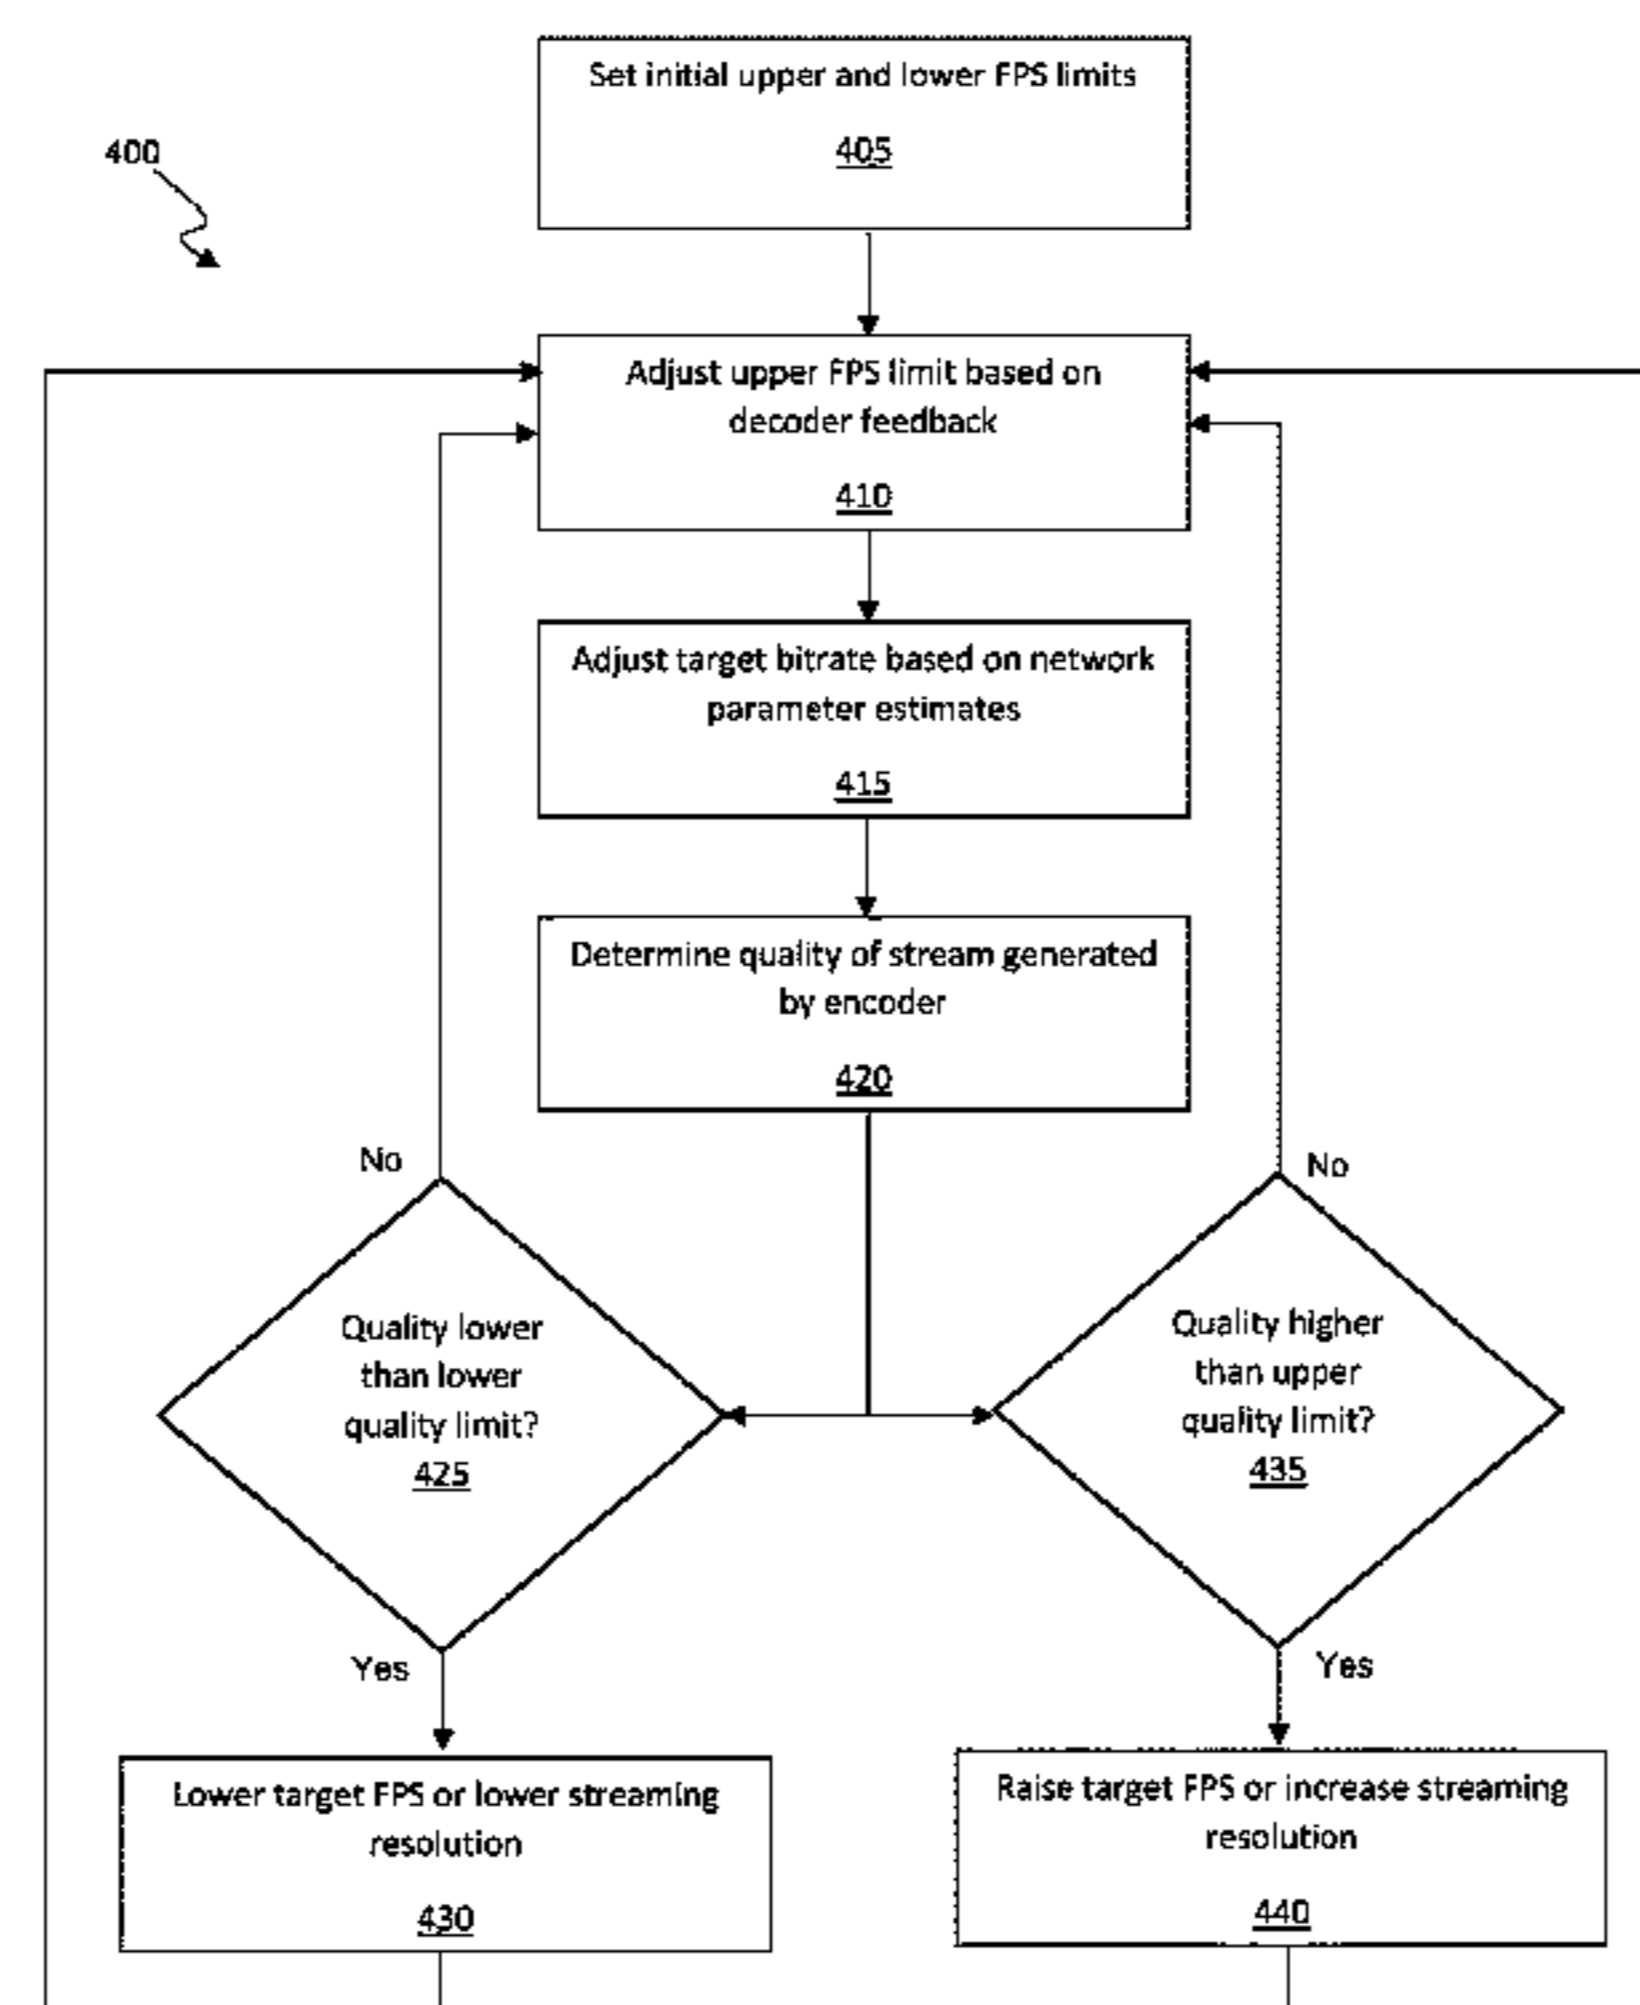 Set initial upper and lower FPS limits
405
400
Adjust upper FPS limit based on
decoder feedback
410
Adjust target bitrate based on network
parameter estimates
415
Determine quality of stream generated
by encoder
420
No
No
Quality lower
than lower
quality limit?
425
Quality higher
than upper
quality limit?
435
Yes
Yes
Lower target FPS or lower streaming
resolution
430
Raise target FPS or increase streaming
resolution
440